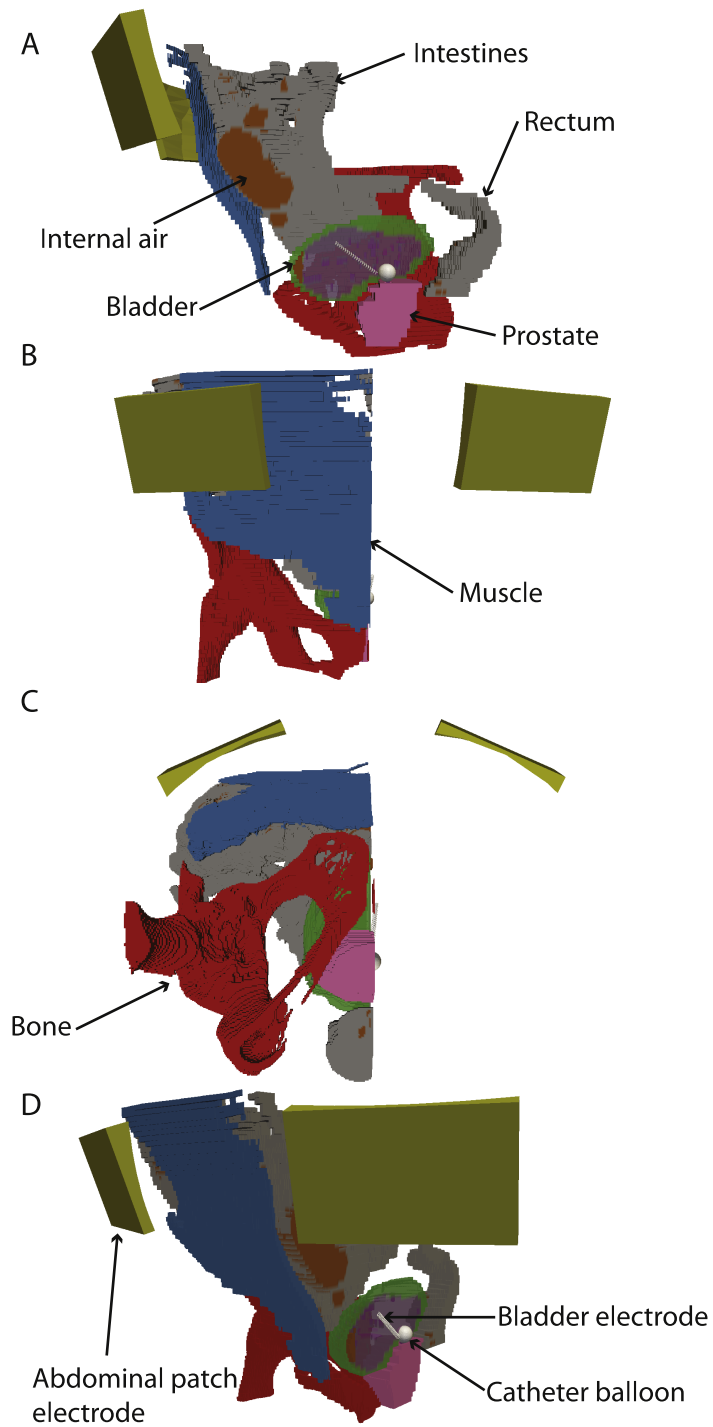 A
Intestines
Rectum
Internal air
Bladder
Prostate
B
Muscle
C
Bone
D
Bladder electrode
Abdominal patch
electrode
Catheter balloon